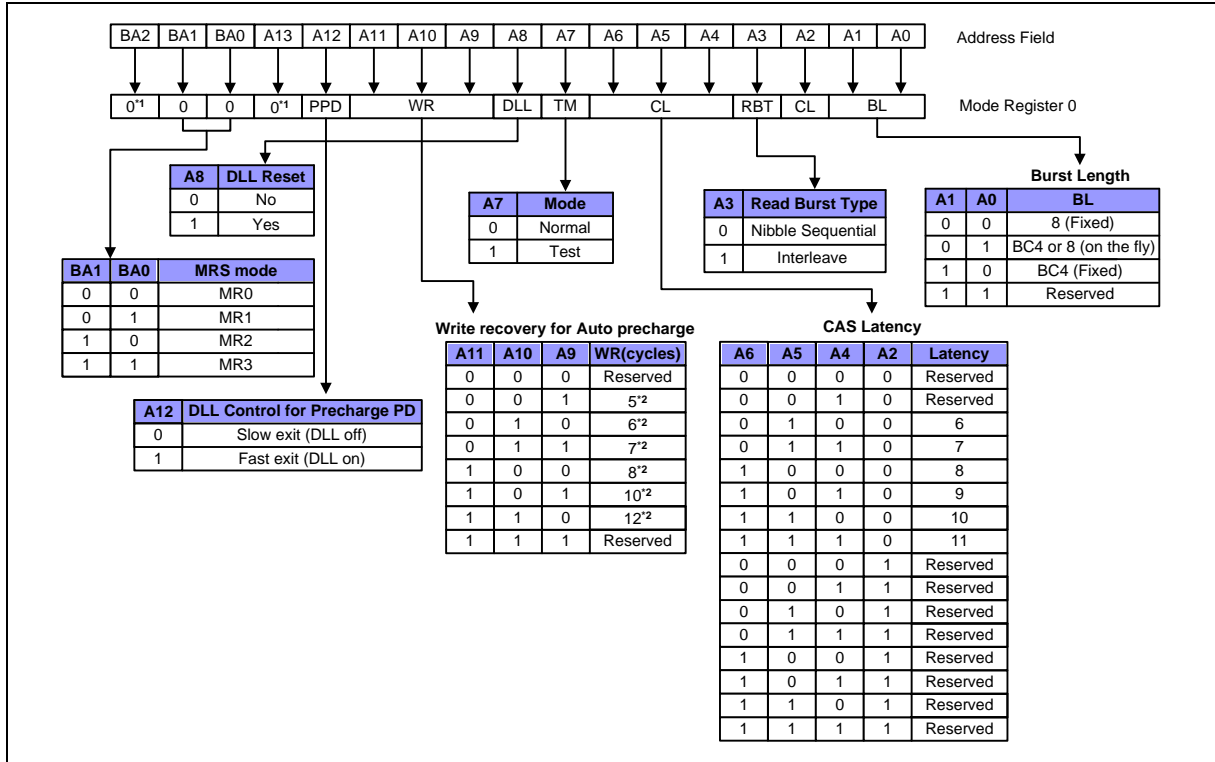 BA2 BA1 BA0 A13 A12 A11 A10 A9 A8 A7 A6 A5 A4 A3 A2 A1 A0 Address Field
0*1 0 0 0*1 PPD WR DLL TM CL RBT CL BL Mode Register 0
A8 DLL Reset
0 No
1 Yes
A7 Mode
0 Normal
1 Test
A3 Read Burst Type
0 Nibble Sequential
1 Interleave
Burst Length
A1 A0 BL
0 0 8 (Fixed)
0 1 BC4 or 8 (on the fly)
1 0 BC4 (Fixed)
1 1 Reserved
BA1 BA0 MRS mode
0 0 MR0
0 1 MR1
1 0 MR2
1 1 MR3
A12 DLL Control for Precharge PD
0 Slow exit (DLL off)
1 Fast exit (DLL on)
Write recovery for Auto precharge
A11 A10 A9 WR(cycles)
0 0 0 Reserved
0 0 1 5*2
0 1 0 6*2
0 1 1 7*2
1 0 0 8*2
1 0 1 10*2
1 1 0 12*2
1 1 1 Reserved
CAS Latency
A6 A5 A4 A2 Latency
0 0 0 0 Reserved
0 0 1 0 Reserved
0 1 0 0 6
0 1 1 0 7
1 0 0 0 8
1 0 1 0 9
1 1 0 0 10
1 1 1 0 11
0 0 0 1 Reserved
0 0 1 1 Reserved
0 1 0 1 Reserved
0 1 1 1 Reserved
1 0 0 1 Reserved
1 0 1 1 Reserved
1 1 0 1 Reserved
1 1 1 1 Reserved